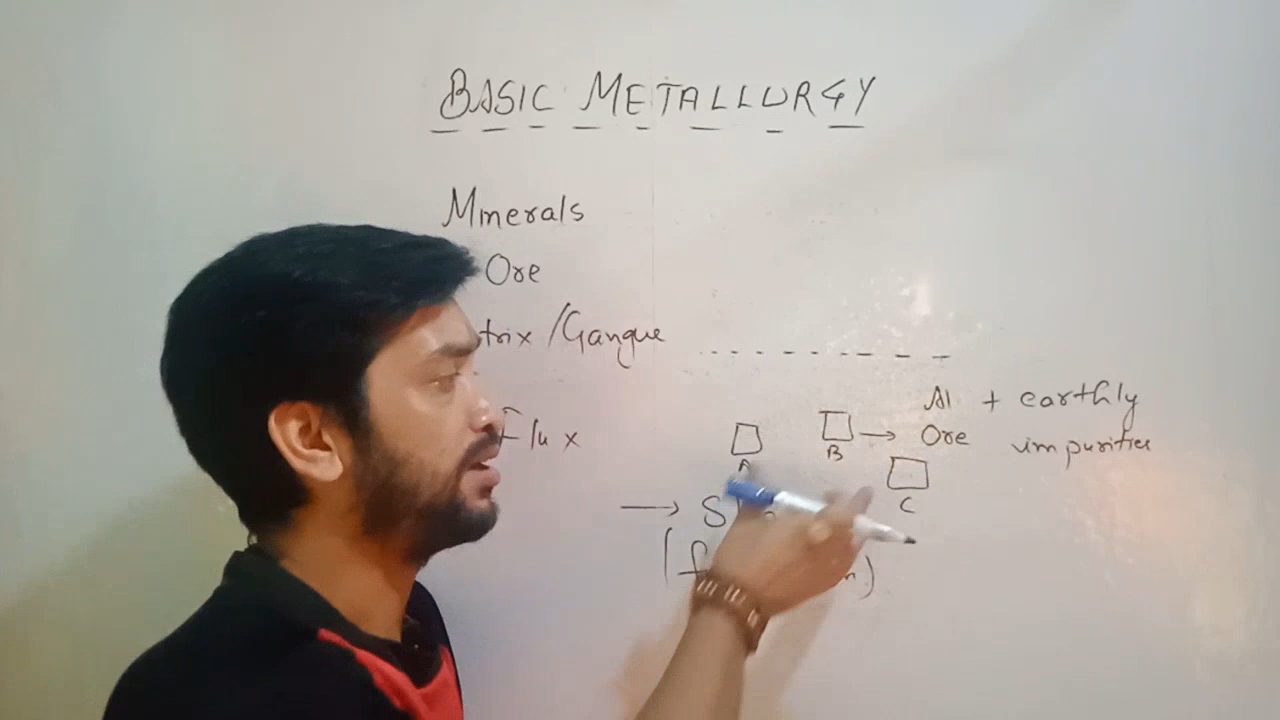 BASIC METALLURGY
Minerals
Ore
trix / Gangue
Flux
Al + earthly
Ore impurities
A
B
C